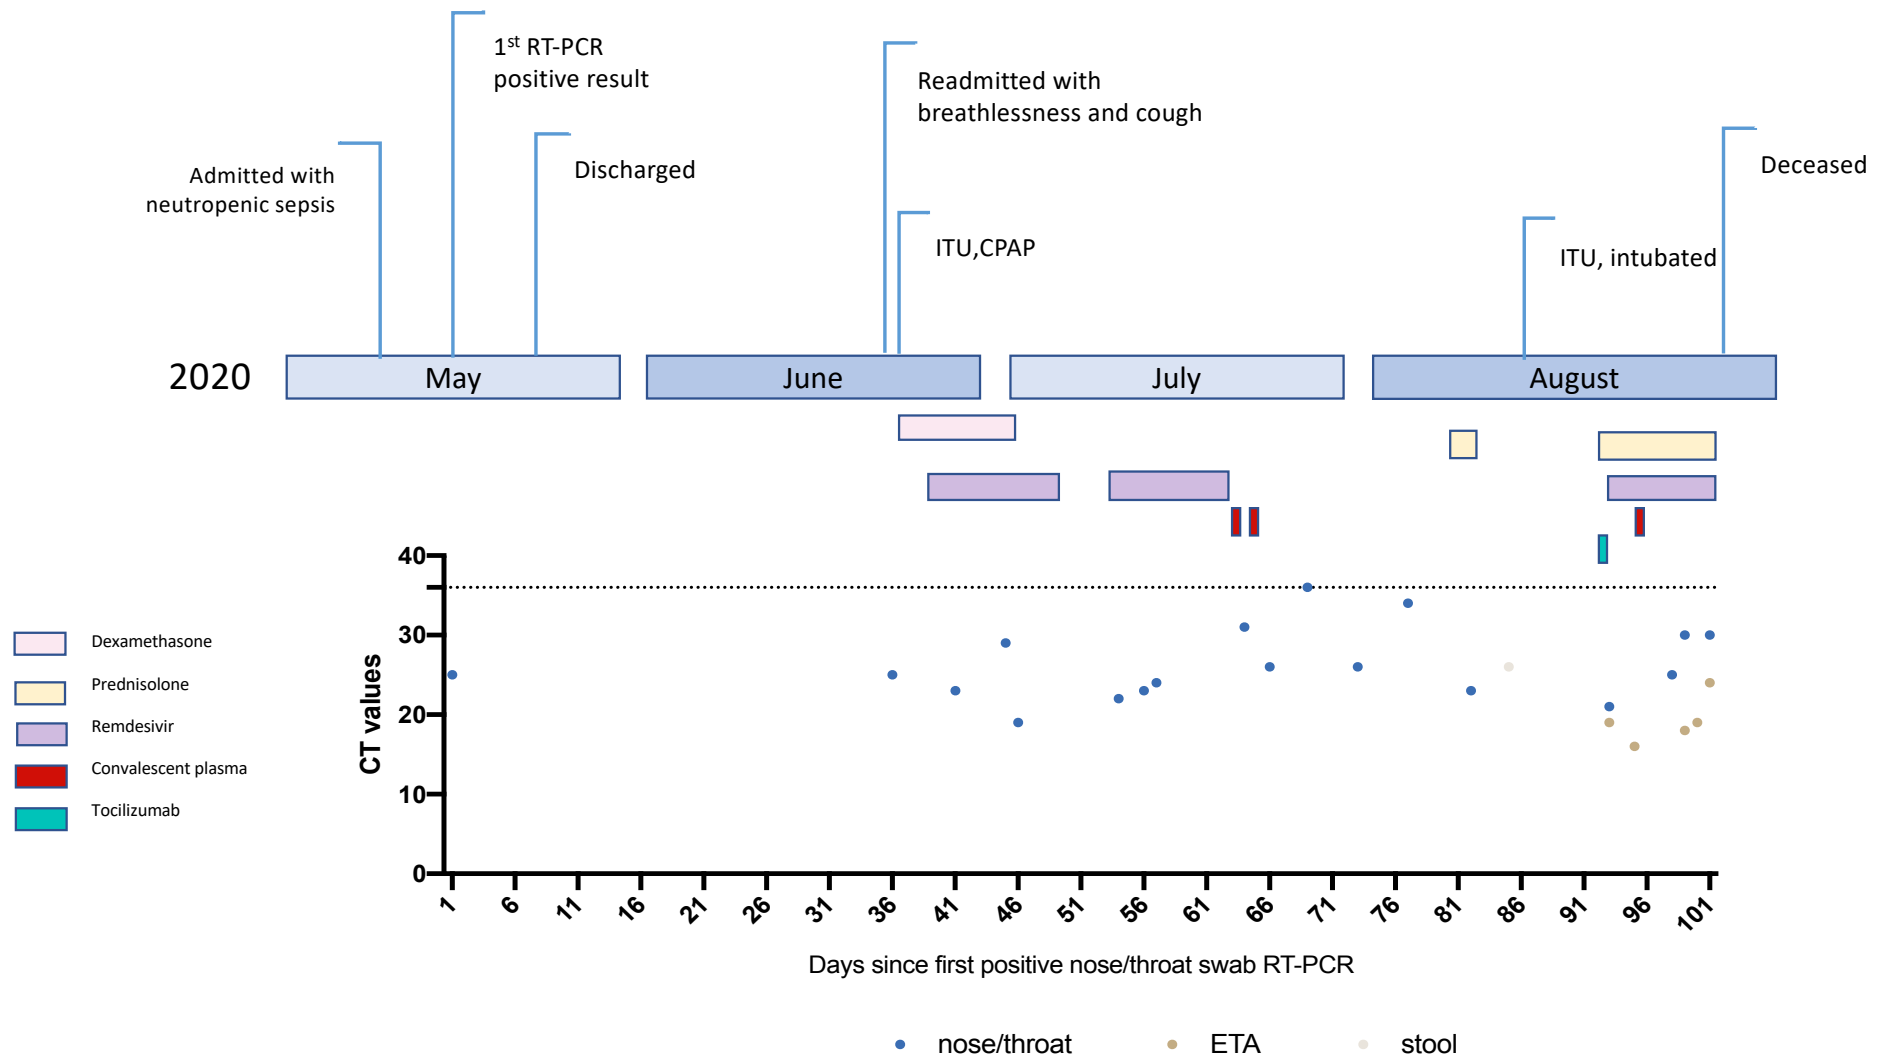 1st RT-PCR
positive result
Readmitted with
breathlessness and cough
Admitted with
neutropenic sepsis
Discharged
Deceased
ITU,CPAP
ITU, intubated
2020
May
June
July
August
Dexamethasone
Prednisolone
Remdesivir
Convalescent plasma
Tocilizumab
CT values
40
30
20
10
0
1
6
11
16
21
26
31
36
41
46
51
56
61
66
71
76
81
86
91
96
101
Days since first positive nose/throat swab RT-PCR
nose/throat
ETA
stool